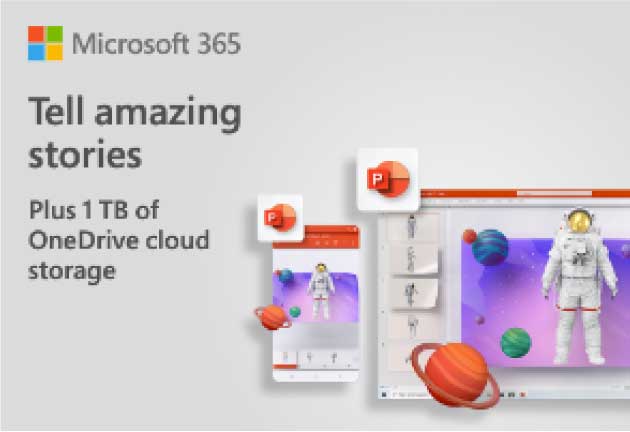 Microsoft 365
Tell amazing
stories
Plus 1 TB of
OneDrive cloud
storage
P
P